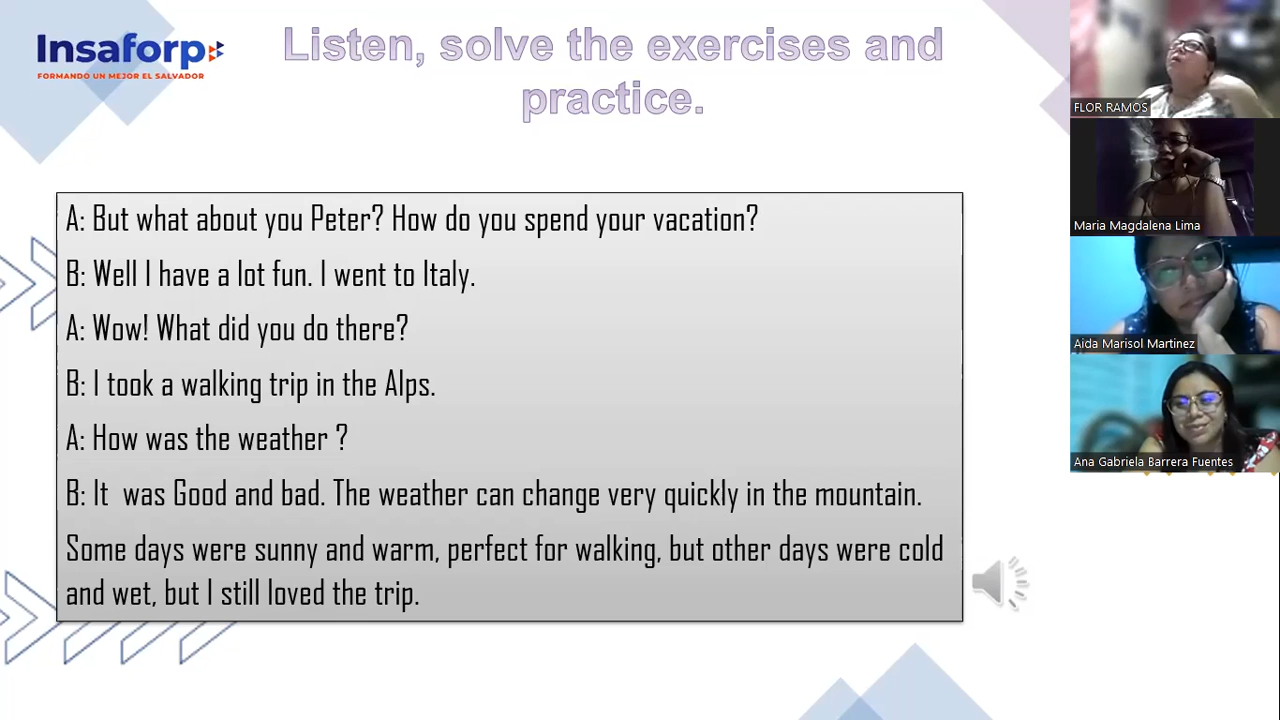 Insaforp
FORMANDO UN MEJOR EL SALVADOR
Listen, solve the exercises and
practice.
A: But what about you Peter? How do you spend your vacation?
B: Well I have a lot fun. I went to Italy.
A: Wow! What did you do there?
B: I took a walking trip in the Alps.
A: How was the weather ?
B: It was Good and bad. The weather can change very quickly in the mountain.
Some days were sunny and warm, perfect for walking, but other days were cold
and wet, but I still loved the trip.
FLOR RAMOS
Maria Magdalena Lima
Aida Marisol Martinez
Ana Gabriela Barrera Fuentes